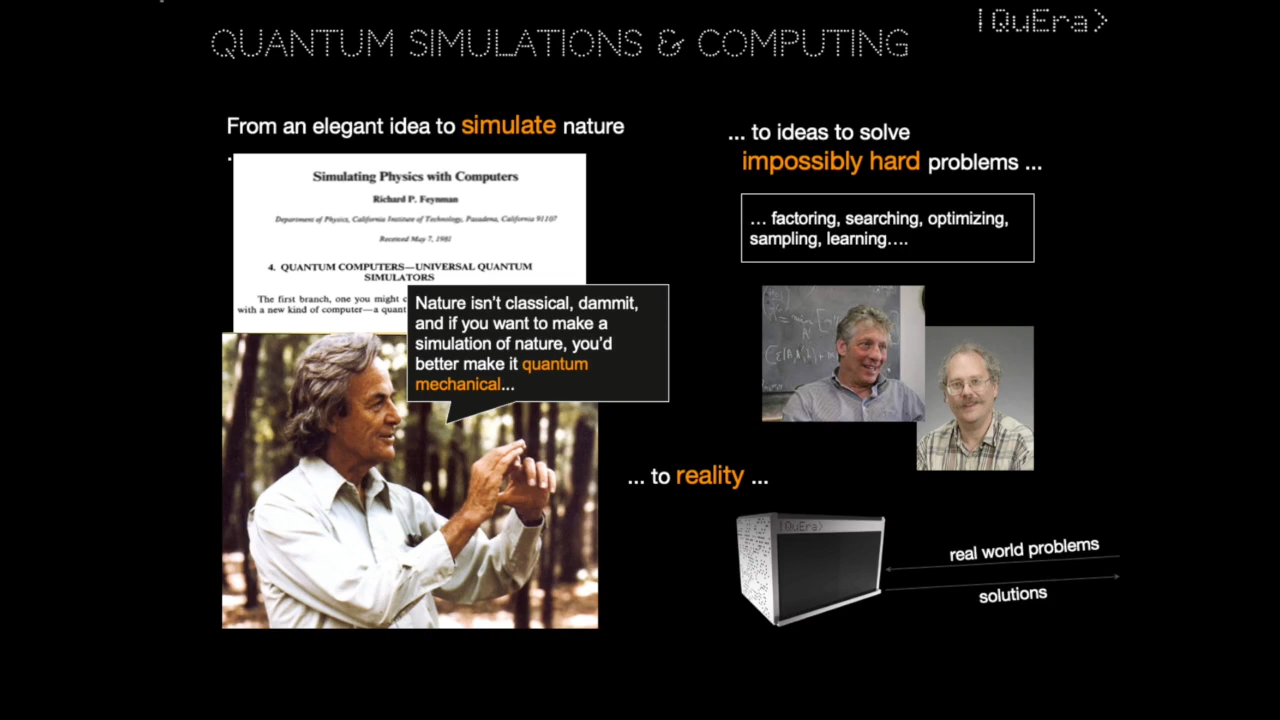 |QuEra>
QUANTUM SIMULATIONS & COMPUTING
From an elegant idea to simulate nature
.
Simulating Physics with Computers
Richard P. Feynman
Department of Physics, California Institute of Technology, Pasadena, California 91107
Received May 7, 1981
4. QUANTUM COMPUTERS—UNIVERSAL QUANTUM
SIMULATORS
The first branch, one you might
with a new kind of computer—a quant
Nature isn't classical, dammit,
and if you want to make a
simulation of nature, you'd
better make it quantum
mechanical...
... to ideas to solve
impossibly hard problems ...
... factoring, searching, optimizing,
sampling, learning....
... to reality ...
|QuEra>
real world problems
solutions